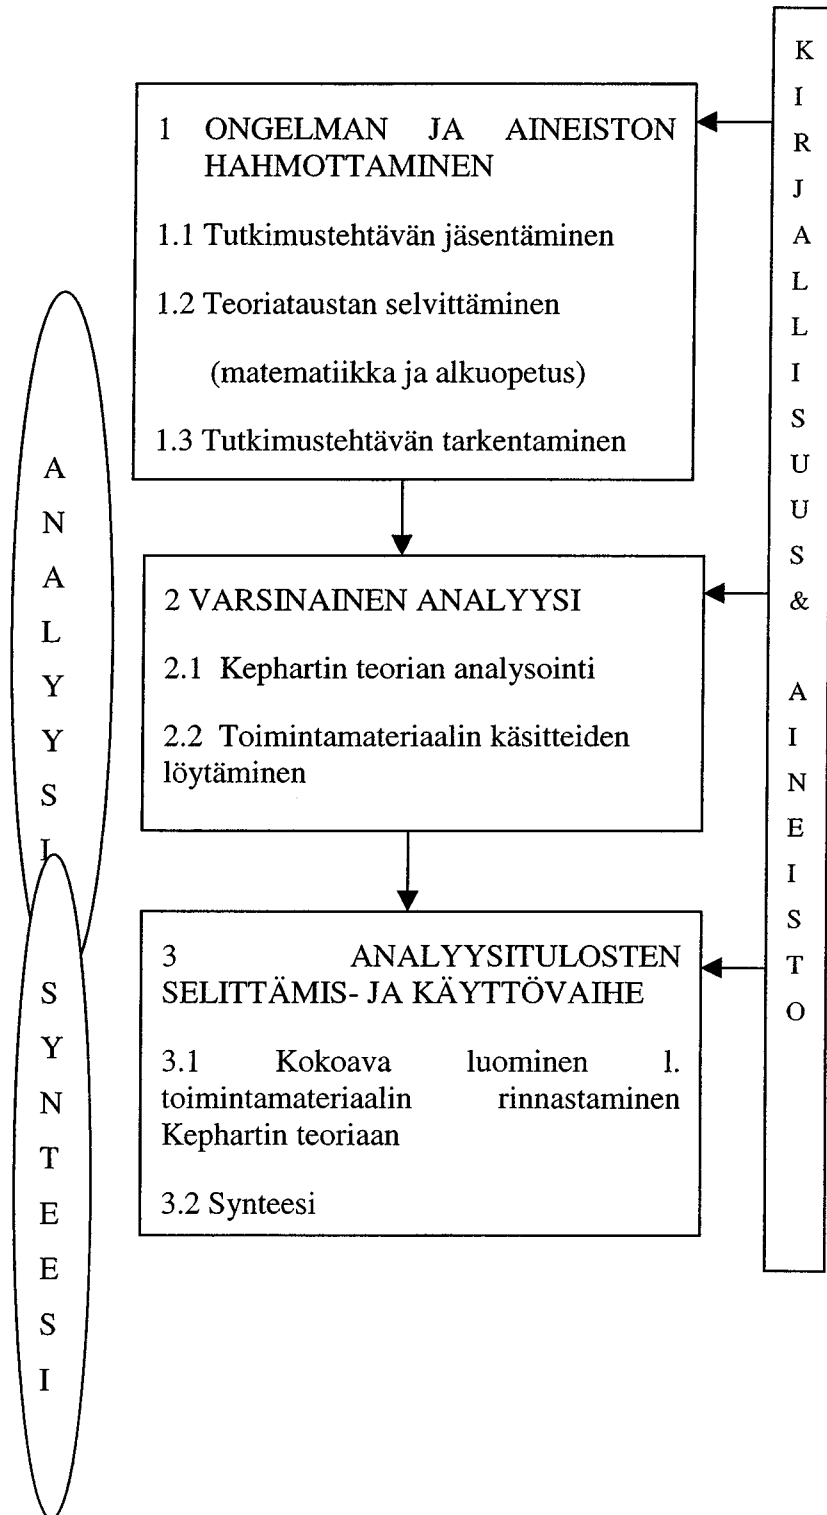 1 ONGELMAN JA AINEISTON
HAHMOTTAMINEN
1.1 Tutkimustehtävän jäsentäminen
1.2 Teoriataustan selvittäminen
(matematiikka ja alkuopetus)
1.3 Tutkimustehtävän tarkentaminen
2 VARSINAINEN ANALYYSI
2.1 Kephartin teorian analysointi
2.2 Toimintamateriaalin käsitteiden
löytäminen
3 ANALYYSITULOSTEN
SELITTÄMIS- JA KÄYTTÖVAIHE
3.1 Kokoava luominen l.
toimintamateriaalin rinnastaminen
Kephartin teoriaan
3.2 Synteesi
ANALYYSI
SYNTEESI
KIRJALLISUUS & AINEISTO